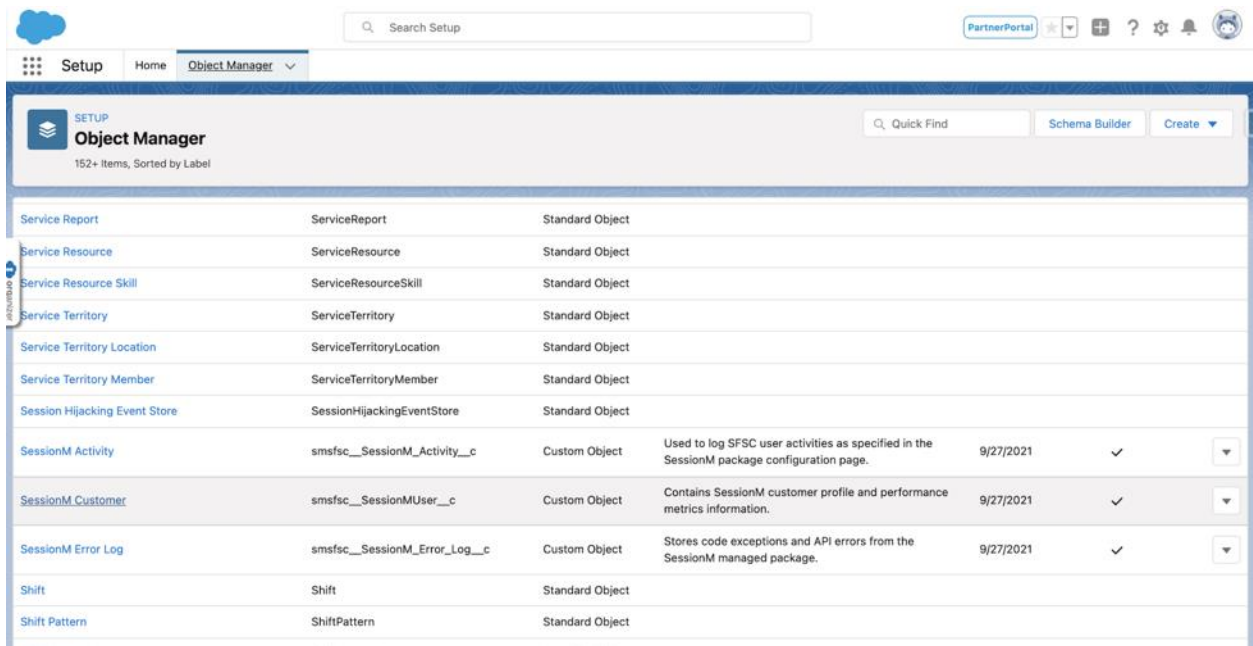 Search Setup
PartnerPortal
Setup Home Object Manager
SETUP
Object Manager
152+ Items, Sorted by Label
Quick Find
Schema Builder
Create
Service Report ServiceReport Standard Object
Service Resource ServiceResource Standard Object
Service Resource Skill ServiceResourceSkill Standard Object
Service Territory ServiceTerritory Standard Object
Service Territory Location ServiceTerritoryLocation Standard Object
Service Territory Member ServiceTerritoryMember Standard Object
Session Hijacking Event Store SessionHijackingEventStore Standard Object
SessionM Activity smsfsc__SessionM_Activity__c Custom Object Used to log SFSC user activities as specified in the 9/27/2021
SessionM package configuration page.
SessionM Customer smsfsc__SessionMUser__c Custom Object Contains SessionM customer profile and performance 9/27/2021
metrics information.
SessionM Error Log smsfsc__SessionM_Error_Log__c Custom Object Stores code exceptions and API errors from the 9/27/2021
SessionM managed package.
Shift Shift Standard Object
Shift Pattern ShiftPattern Standard Object
organizer